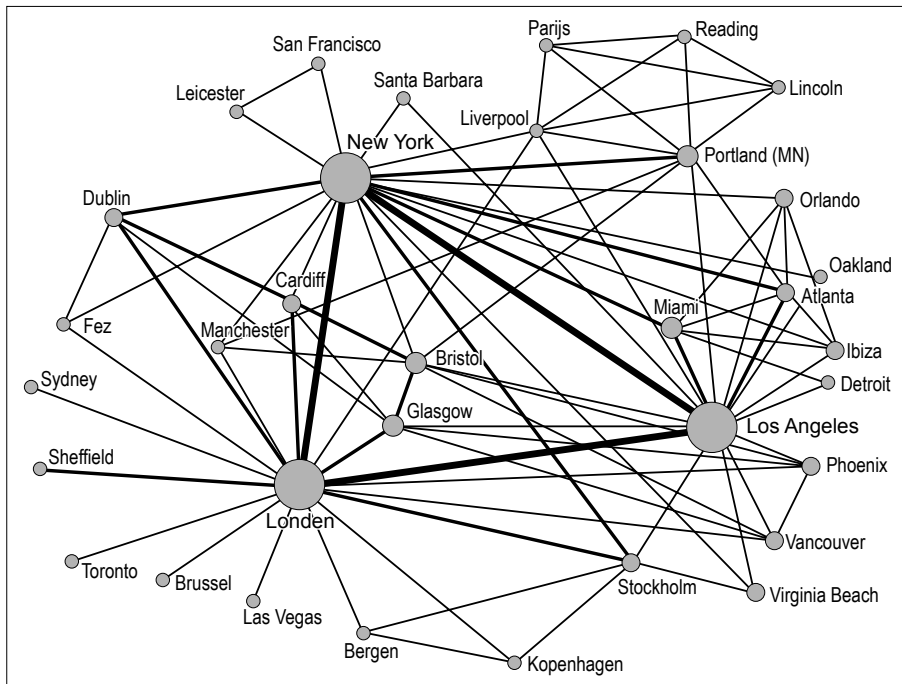 Parijs
Reading
San Francisco
Santa Barbara
Lincoln
Leicester
Liverpool
New York
Portland (MN)
Dublin
Orlando
Oakland
Cardiff
Atlanta
Miami
Fez
Manchester
Ibiza
Bristol
Sydney
Detroit
Glasgow
Los Angeles
Sheffield
Phoenix
Londen
Vancouver
Toronto
Brussel
Stockholm
Virginia Beach
Las Vegas
Bergen
Kopenhagen